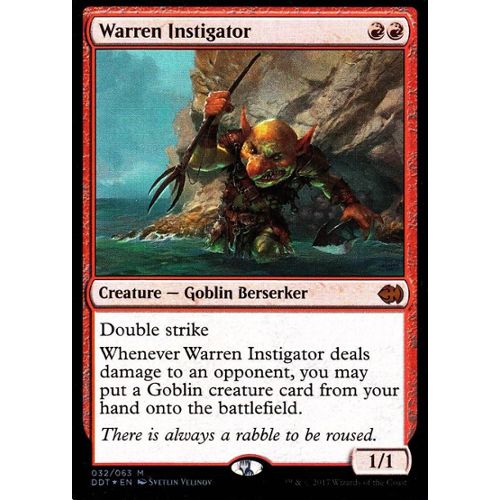 Warren Instigator
Creature — Goblin Berserker
Double strike
Whenever Warren Instigator deals
damage to an opponent, you may
put a Goblin creature card from your
hand onto the battlefield.
There is always a rabble to be roused.
1/1
032/063 M
DDT★EN Svetlin Velinov
™ & © 2017 Wizards of the Coast